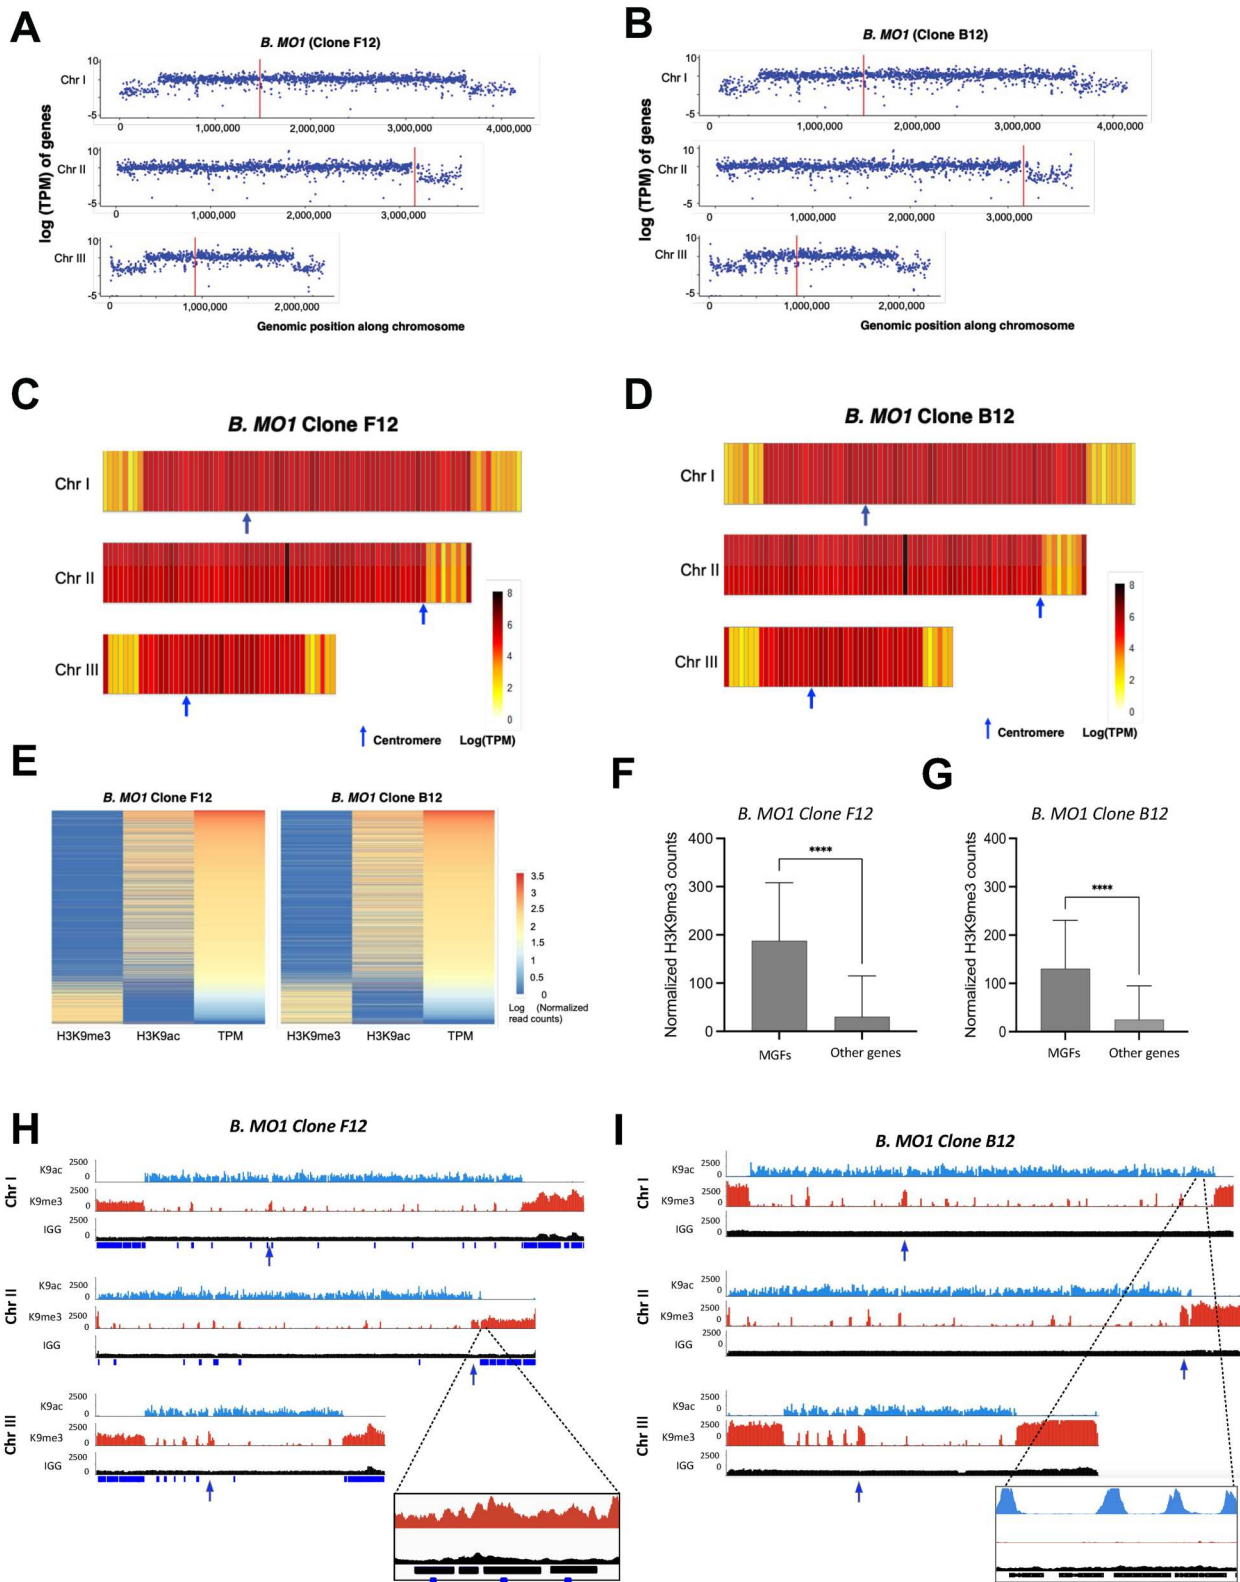 A
B. MO1 (Clone F12)
log (TPM) of genes
Chr I
10
-5
0
1,000,000
2,000,000
3,000,000
4,000,000
Chr II
10
-5
0
1,000,000
2,000,000
3,000,000
Chr III
10
-5
0
1,000,000
2,000,000
Genomic position along chromosome
B
B. MO1 (Clone B12)
log (TPM) of genes
Chr I
10
-5
0
1,000,000
2,000,000
3,000,000
4,000,000
Chr II
10
-5
0
1,000,000
2,000,000
3,000,000
Chr III
10
-5
0
1,000,000
2,000,000
Genomic position along chromosome
C
B. MO1 Clone F12
Chr I
Chr II
Chr III
8
6
4
2
0
Centromere
Log(TPM)
D
B. MO1 Clone B12
Chr I
Chr II
Chr III
8
6
4
2
0
Centromere
Log(TPM)
E
B. MO1 Clone F12
B. MO1 Clone B12
H3K9me3
H3K9ac
TPM
H3K9me3
H3K9ac
TPM
3.5
3
2.5
2
1.5
1
0.5
0
Log (Normalized
read counts)
F
B. MO1 Clone F12
Normalized H3K9me3 counts
400
300
200
100
0
****
MGFs
Other genes
G
B. MO1 Clone B12
Normalized H3K9me3 counts
400
300
200
100
0
****
MGFs
Other genes
H
B. MO1 Clone F12
Chr I
K9ac
2500
0
K9me3
2500
0
IGG
2500
0
Chr II
K9ac
2500
0
K9me3
2500
0
IGG
2500
0
Chr III
K9ac
2500
0
K9me3
2500
0
IGG
2500
0
I
B. MO1 Clone B12
Chr I
K9ac
2500
0
K9me3
2500
0
IGG
2500
0
Chr II
K9ac
2500
0
K9me3
2500
0
IGG
2500
0
Chr III
K9ac
2500
0
K9me3
2500
0
IGG
2500
0